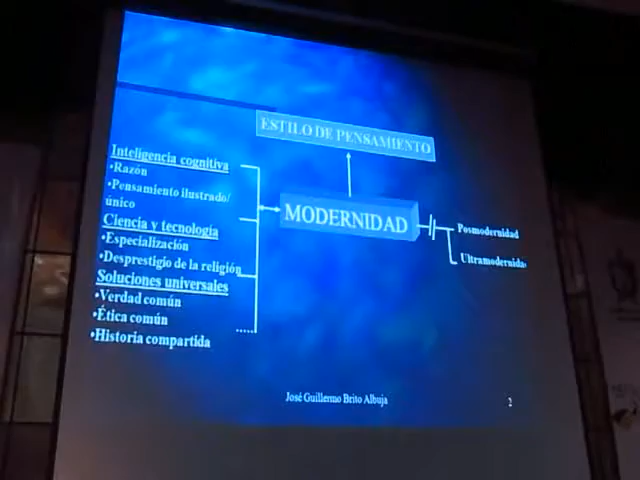 ESTILO DE PENSAMIENTO
Inteligencia cognitiva
•Razón
•Pensamiento ilustrado/
único
Ciencia y tecnología
•Especialización
•Desprestigio de la religión
Soluciones universales
•Verdad común
•Ética común
•Historia compartida
MODERNIDAD
Posmodernidad
Ultramodernida
José Guillermo Brito Albuja
2